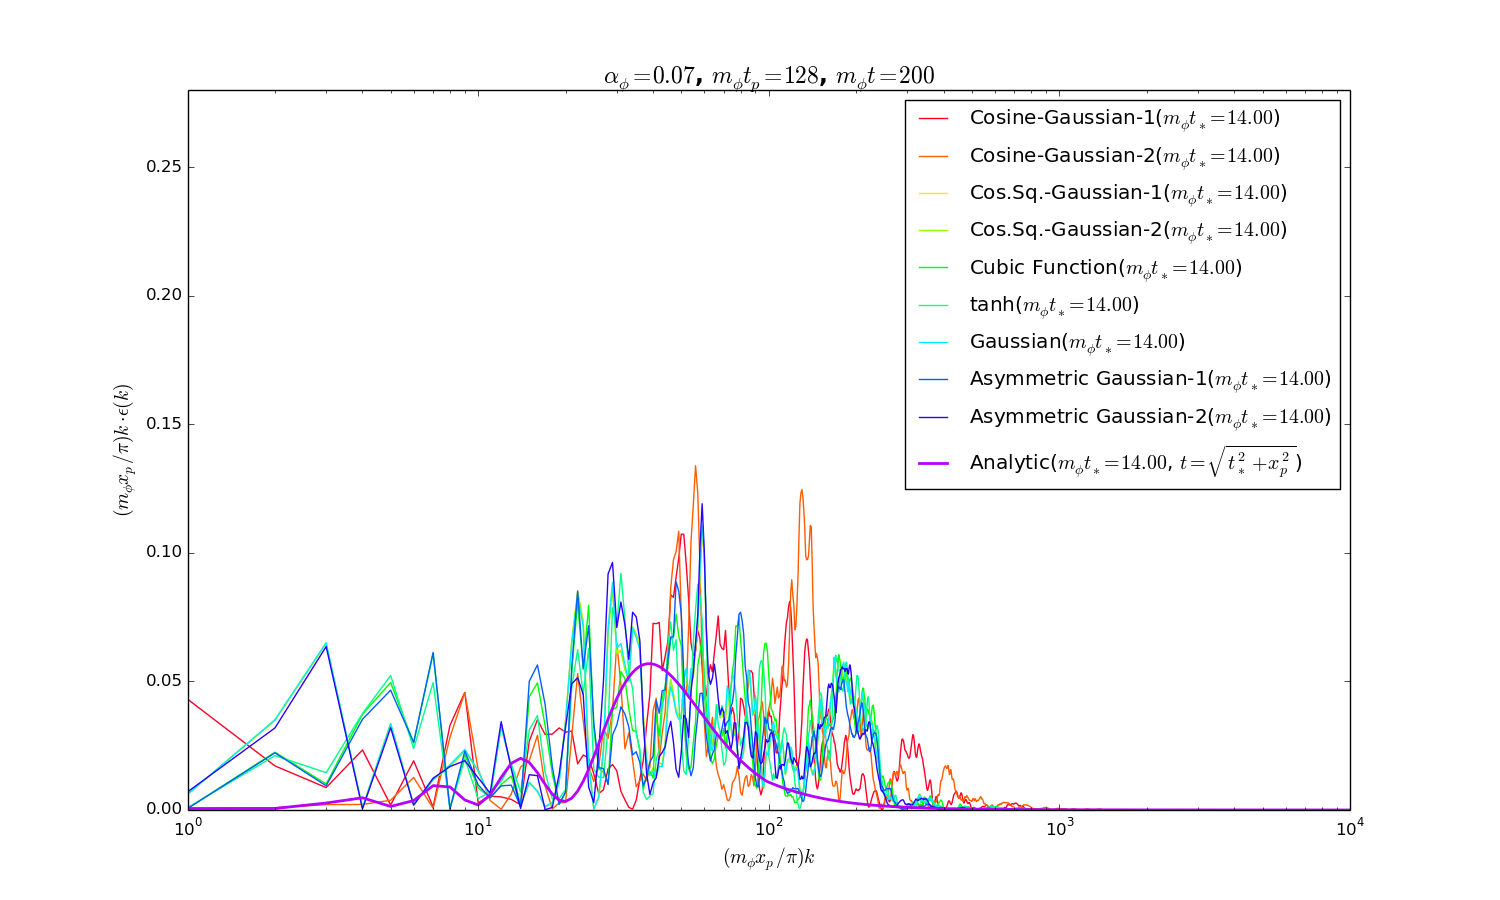 α_ϕ=0.07, m_ϕt_p=128, m_ϕt=200
0.25
0.20
0.15
0.10
0.05
0.00
(m_ϕx_p/π)k·ϵ(k)
Cosine-Gaussian-1(m_ϕt_*=14.00)
Cosine-Gaussian-2(m_ϕt_*=14.00)
Cos.Sq.-Gaussian-1(m_ϕt_*=14.00)
Cos.Sq.-Gaussian-2(m_ϕt_*=14.00)
Cubic Function(m_ϕt_*=14.00)
tanh(m_ϕt_*=14.00)
Gaussian(m_ϕt_*=14.00)
Asymmetric Gaussian-1(m_ϕt_*=14.00)
Asymmetric Gaussian-2(m_ϕt_*=14.00)
Analytic(m_ϕt_*=14.00, t=√(t_*^2+x_p^2))
10^0 10^1 10^2 10^3 10^4
(m_ϕx_p/π)k